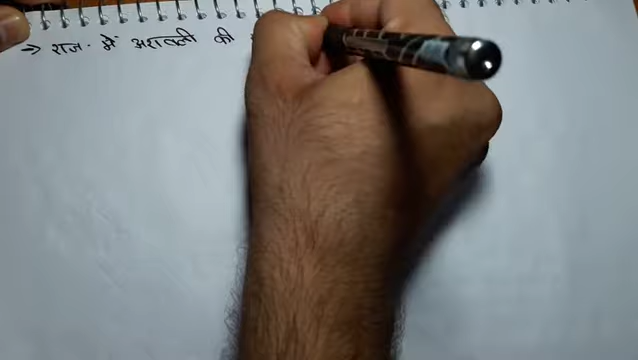 → राज. में अरावली की